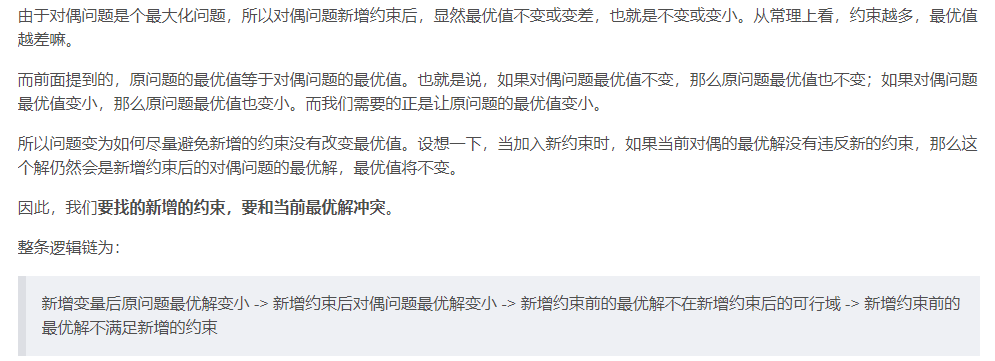 由于对偶问题是个最大化问题，所以对偶问题新增约束后，显然最优值不变或变差，也就是不变或变小。从常理上看，约束越多，最优值
越差嘛。
而前面提到的，原问题的最优值等于对偶问题的最优值。也就是说，如果对偶问题最优值不变，那么原问题最优值也不变；如果对偶问题
最优值变小，那么原问题最优值也变小。而我们需要的正是让原问题的最优值变小。
所以问题变为如何尽量避免新增的约束没有改变最优值。设想一下，当加入新约束时，如果当前对偶的最优解没有违反新的约束，那么这
个解仍然会是新增约束后的对偶问题的最优解，最优值将不变。
因此，我们要找的新增的约束，要和当前最优解冲突。
整条逻辑链为：
新增变量后原问题最优解变小 -> 新增约束后对偶问题最优解变小 -> 新增约束前的最优解不在新增约束后的可行域 -> 新增约束前的
最优解不满足新增的约束